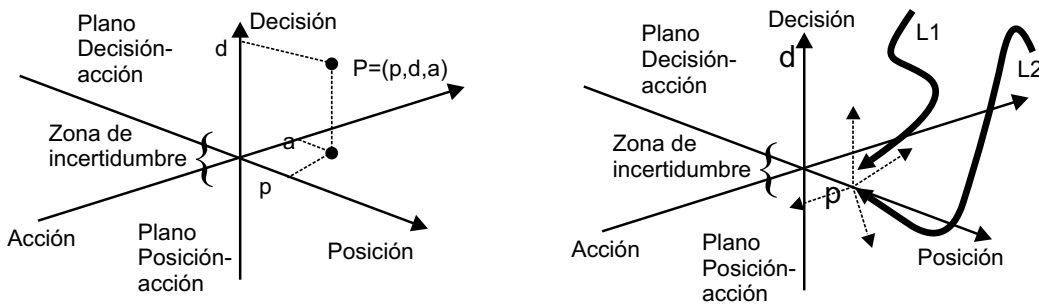 Plano
Decisión-
acción
Decisión
d
P=(p,d,a)
Zona de
incertidumbre
{
a
p
Acción
Plano
Posición-
acción
Posición
Plano
Decisión-
acción
Decisión
d
L1
L2
Zona de
incertidumbre
{
p
Acción
Plano
Posición-
acción
Posición